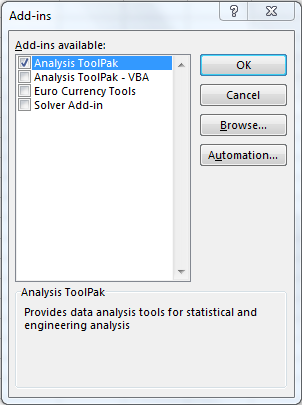 Add-ins
Add-ins available:
Analysis ToolPak
Analysis ToolPak - VBA
Euro Currency Tools
Solver Add-in
OK
Cancel
Browse...
Automation...
Analysis ToolPak
Provides data analysis tools for statistical and
engineering analysis